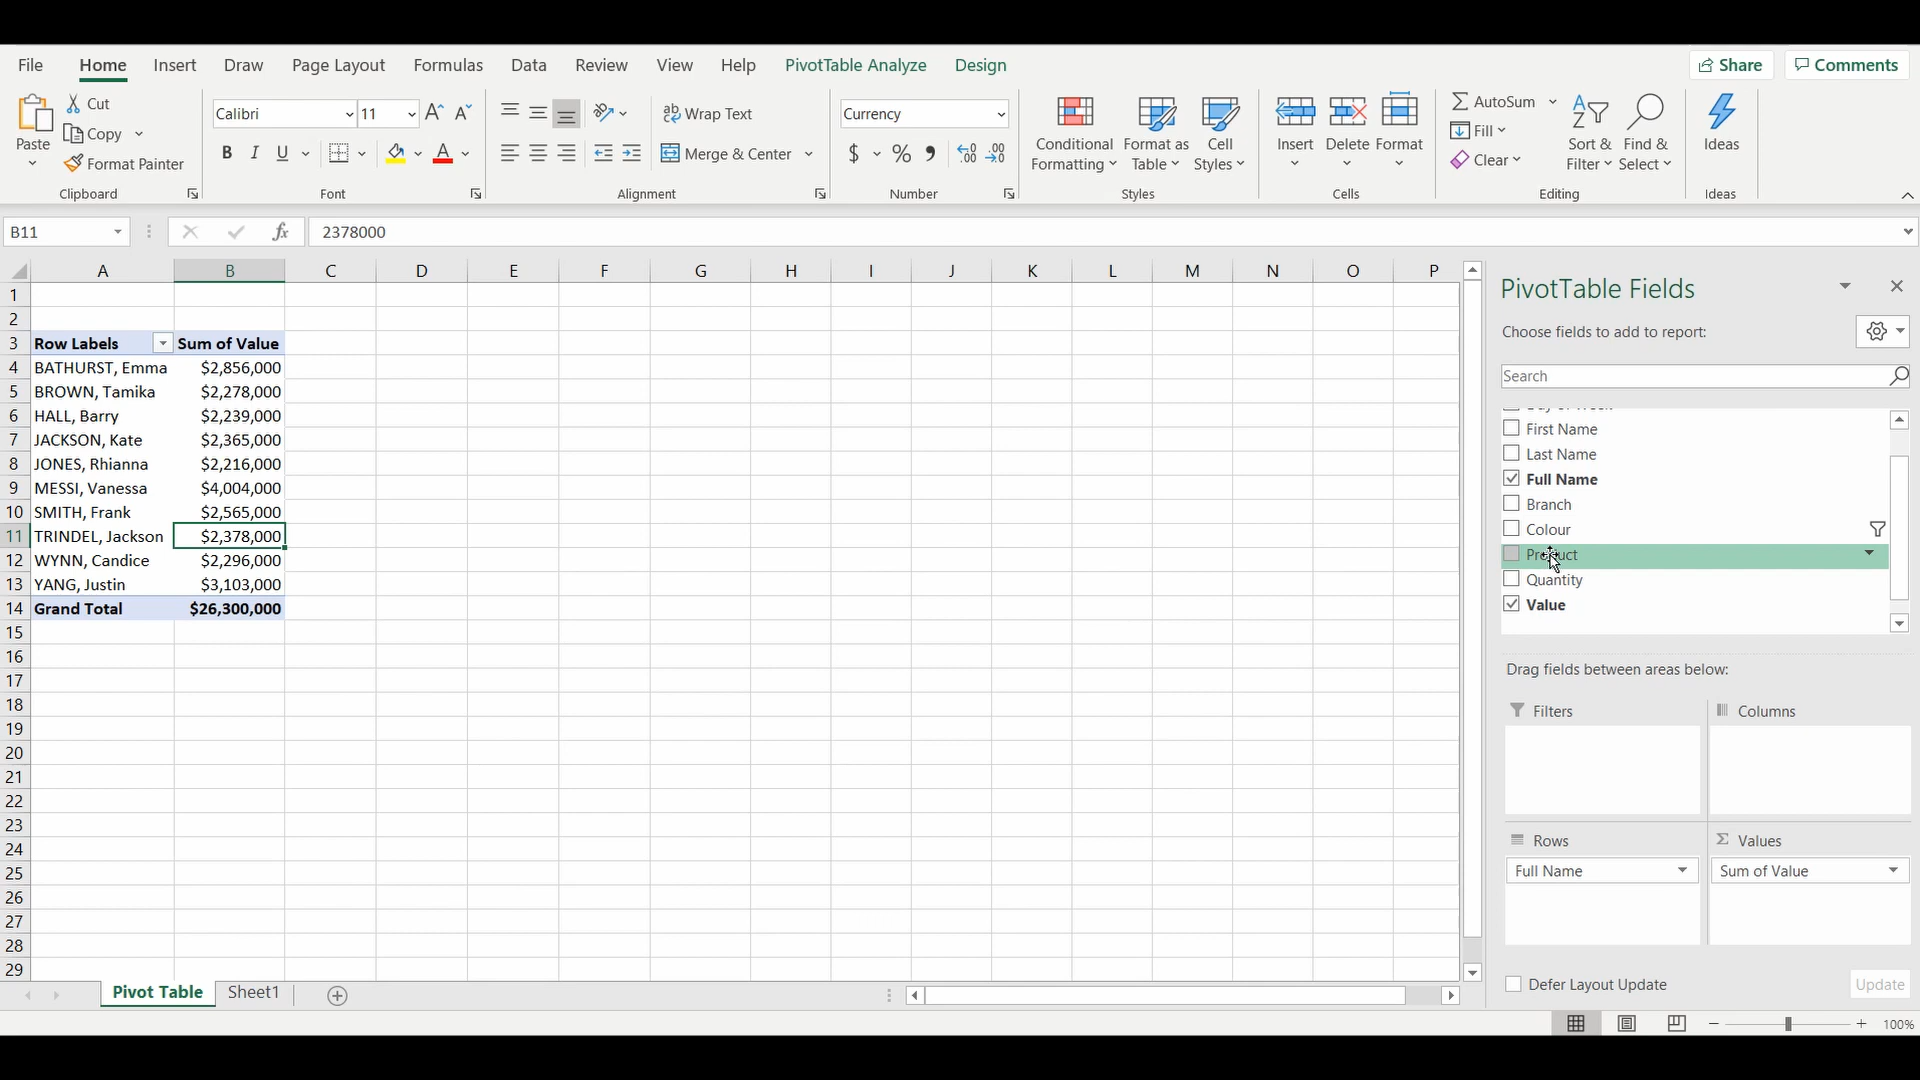 File Home Insert Draw Page Layout Formulas Data Review View Help PivotTable Analyze Design Share Comments
Paste Cut Copy Format Painter Clipboard
Calibri 11 B I U A Font
Wrap Text Merge & Center Alignment
Currency $ % Number
Conditional Formatting Format as Table Cell Styles Styles
Insert Delete Format Cells
AutoSum Fill Clear Sort & Filter Find & Select Editing
Ideas Ideas
B11 fx 2378000
A B C D E F G H I J K L M N O P
1
2
3 Row Labels Sum of Value
4 BATHURST, Emma $2,856,000
5 BROWN, Tamika $2,278,000
6 HALL, Barry $2,239,000
7 JACKSON, Kate $2,365,000
8 JONES, Rhianna $2,216,000
9 MESSI, Vanessa $4,004,000
10 SMITH, Frank $2,565,000
11 TRINDEL, Jackson $2,378,000
12 WYNN, Candice $2,296,000
13 YANG, Justin $3,103,000
14 Grand Total $26,300,000
15
16
17
18
19
20
21
22
23
24
25
26
27
28
29
PivotTable Fields
Choose fields to add to report:
Search
First Name
Last Name
Full Name
Branch
Colour
Product
Quantity
Value
Drag fields between areas below:
Filters Columns
Rows Values
Full Name Sum of Value
Defer Layout Update Update
Pivot Table Sheet1
100%